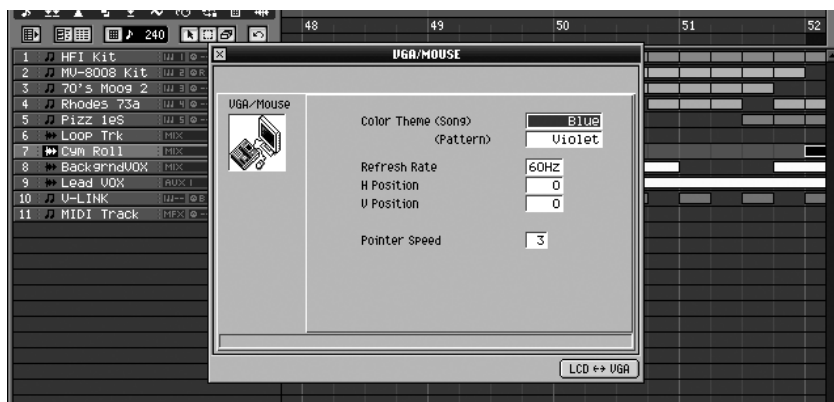 240
48 49 50 51 52
VGA/MOUSE
1 HFI Kit
2 MV-8008 Kit
3 70's Moog 2
4 Rhodes 73a
5 Pizz 1eS
6 Loop Trk MIX
7 Cym Roll MIX
8 BackgrndVOX MIX
9 Lead VOX AUX 1
10 V-LINK
11 MIDI Track MFX
VGA/Mouse
Color Theme (Song) Blue
(Pattern) Violet
Refresh Rate 60Hz
H Position 0
V Position 0
Pointer Speed 3
LCD ↔ VGA